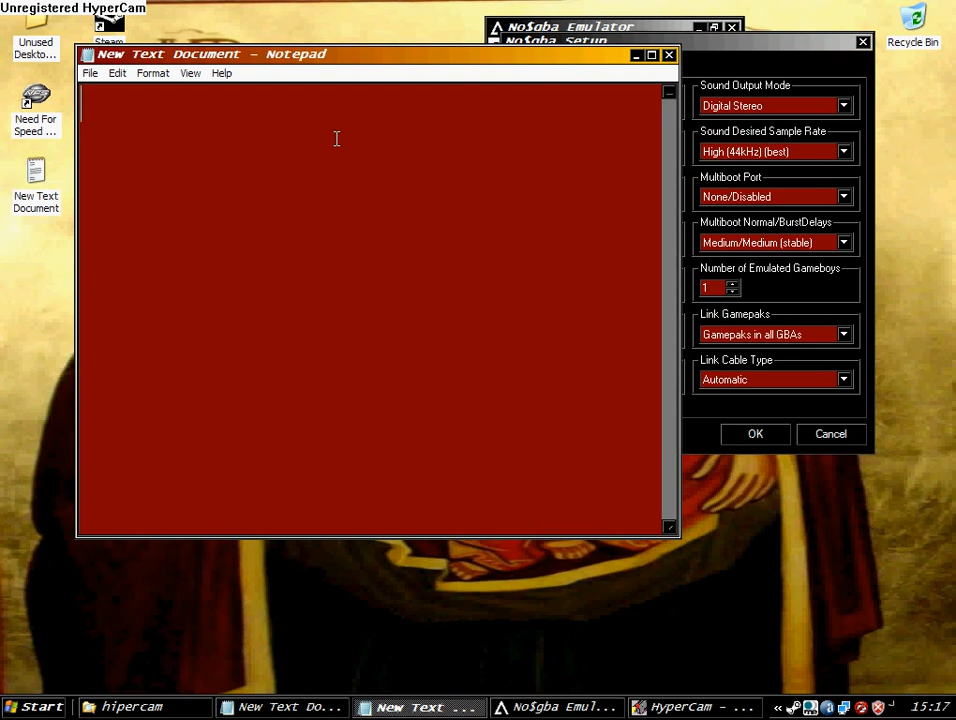 Unregistered HyperCam
Unused
Deskto...
Steam
Need For
Speed ...
New Text
Document
Recycle Bin
No$gba Emulator
No$gba Setup
New Text Document - Notepad
File Edit Format View Help
Sound Output Mode
Digital Stereo
Sound Desired Sample Rate
High (44kHz) (best)
Multiboot Port
None/Disabled
Multiboot Normal/BurstDelays
Medium/Medium (stable)
Number of Emulated Gameboys
1
Link Gamepaks
Gamepaks in all GBAs
Link Cable Type
Automatic
OK Cancel
Start hipercam New Text Do... New Text ... No$gba Emul... HyperCam - ... « 15:17